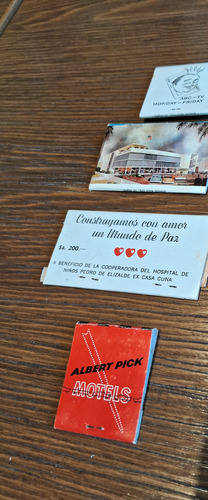 ABC-TV
MONDAY-FRIDAY
Construyamos con amor
un Mundo de Paz
$a. 200.—
BENEFICIO DE LA COOPERADORA DEL HOSPITAL DE
NIÑOS PEDRO DE ELIZALDE EX CASA CUNA
ALBERT PICK
MOTELS